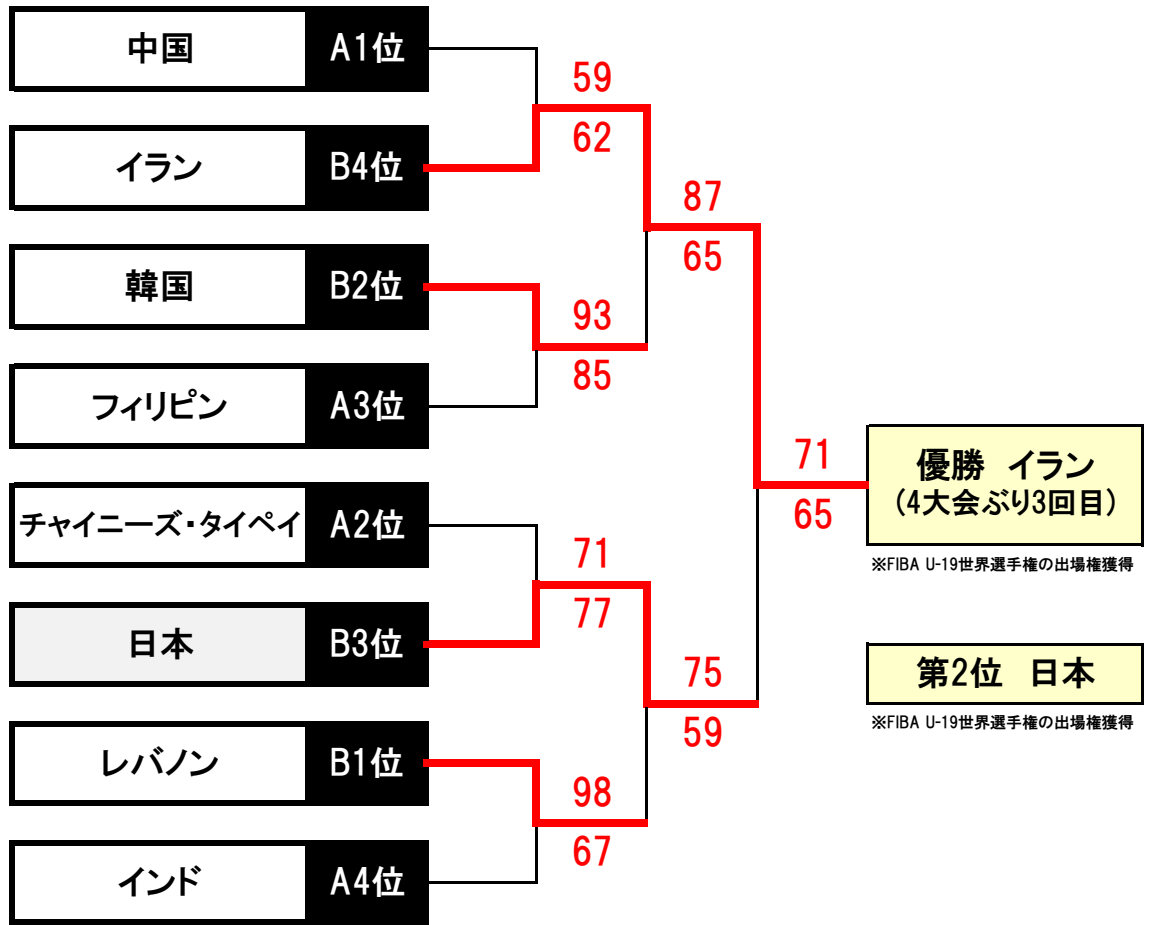 中国 A1位
イラン B4位
韓国 B2位
フィリピン A3位
チャイニーズ・タイペイ A2位
日本 B3位
レバノン B1位
インド A4位
59
62
93
85
71
77
98
67
87
65
75
59
71
65
優勝 イラン
(4大会ぶり3回目)
※FIBA U-19世界選手権の出場権獲得
第2位 日本
※FIBA U-19世界選手権の出場権獲得